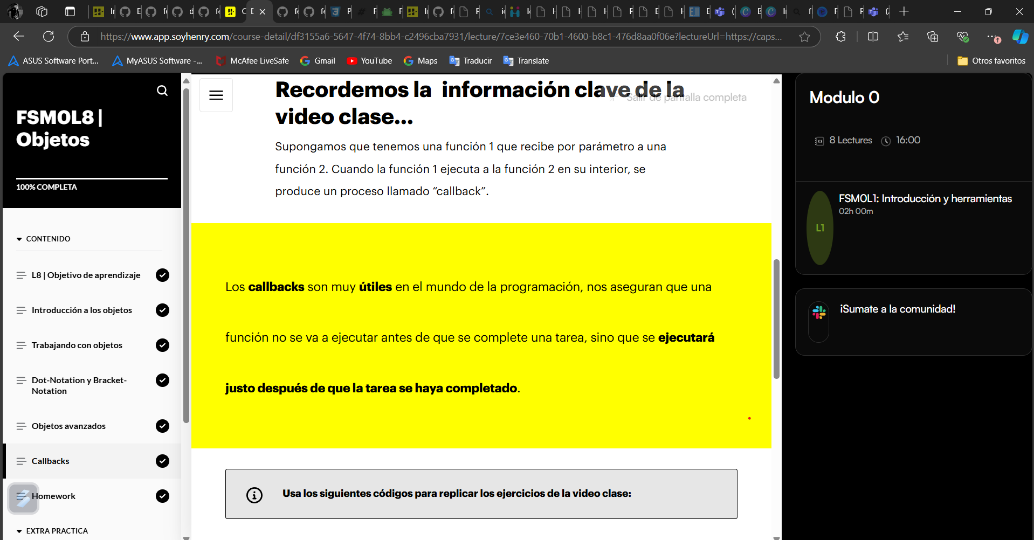 https://www.app.soyhenry.com/course-detail/df3155a6-5647-4f74-8bb4-c2496cba7931/lecture/7ce3e460-70b1-4600-b8c1-476d8aa0f06e?lectureUrl=https://caps...
ASUS Software Port...
MyASUS Software -...
McAfee LiveSafe
Gmail
YouTube
Maps
Traducir
Translate
Otros favoritos
FSM0L8 |
Objetos
100% COMPLETA
CONTENIDO
L8 | Objetivo de aprendizaje
Introducción a los objetos
Trabajando con objetos
Dot-Notation y Bracket-
Notation
Objetos avanzados
Callbacks
Homework
EXTRA PRACTICA
Recordemos la información clave de la
video clase...
Salir de pantalla completa
Supongamos que tenemos una función 1 que recibe por parámetro a una
función 2. Cuando la función 1 ejecuta a la función 2 en su interior, se
produce un proceso llamado “callback”.
Los callbacks son muy útiles en el mundo de la programación, nos aseguran que una
función no se va a ejecutar antes de que se complete una tarea, sino que se ejecutará
justo después de que la tarea se haya completado.
Usa los siguientes códigos para replicar los ejercicios de la video clase:
Modulo 0
8 Lectures
16:00
L1
FSM0L1: Introducción y herramientas
02h 00m
¡Sumate a la comunidad!